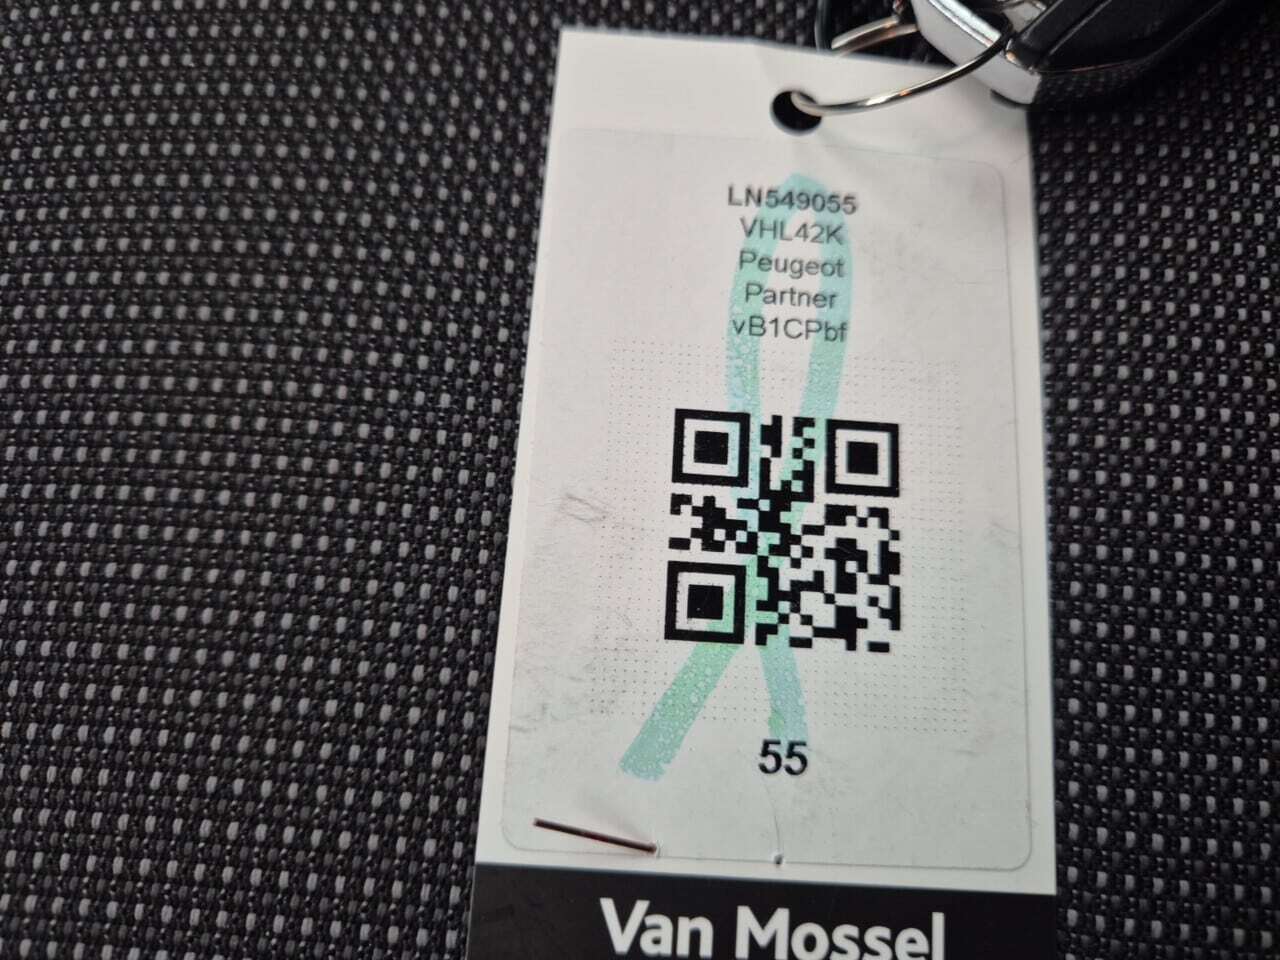 LN549055
VHL42K
Peugeot
Partner
vB1CPbf
55
Van Mossel